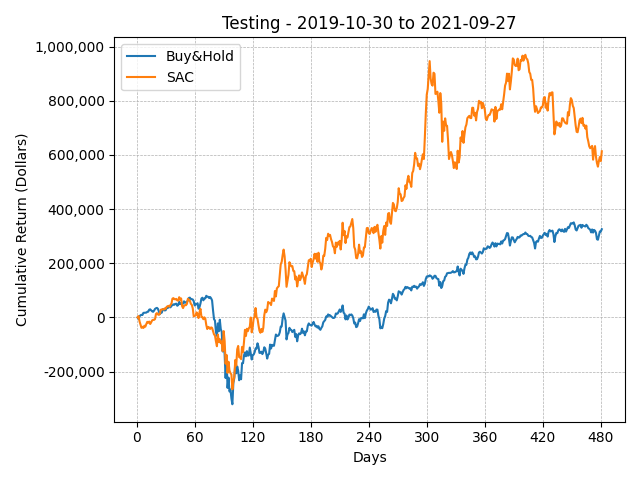 Testing - 2019-10-30 to 2021-09-27
Buy&Hold
SAC
Cumulative Return (Dollars)
1,000,000
800,000
600,000
400,000
200,000
0
-200,000
0 60 120 180 240 300 360 420 480
Days